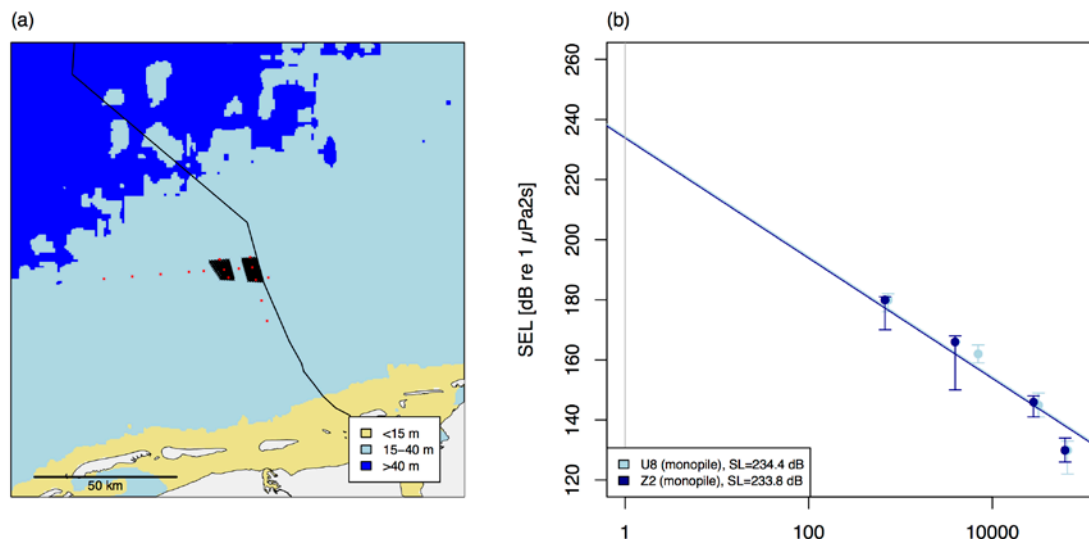 (a)
<15 m
15–40 m
>40 m
50 km
(b)
SEL [dB re 1 µPa2s]
260
240
220
200
180
160
140
120
U8 (monopile), SL=234.4 dB
Z2 (monopile), SL=233.8 dB
1
100
10000